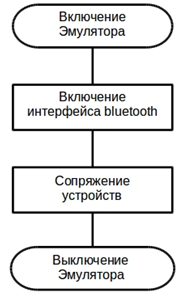 Включение
Эмулятора
Включение
интерфейса bluetooth
Сопряжение
устройств
Выключение
Эмулятора